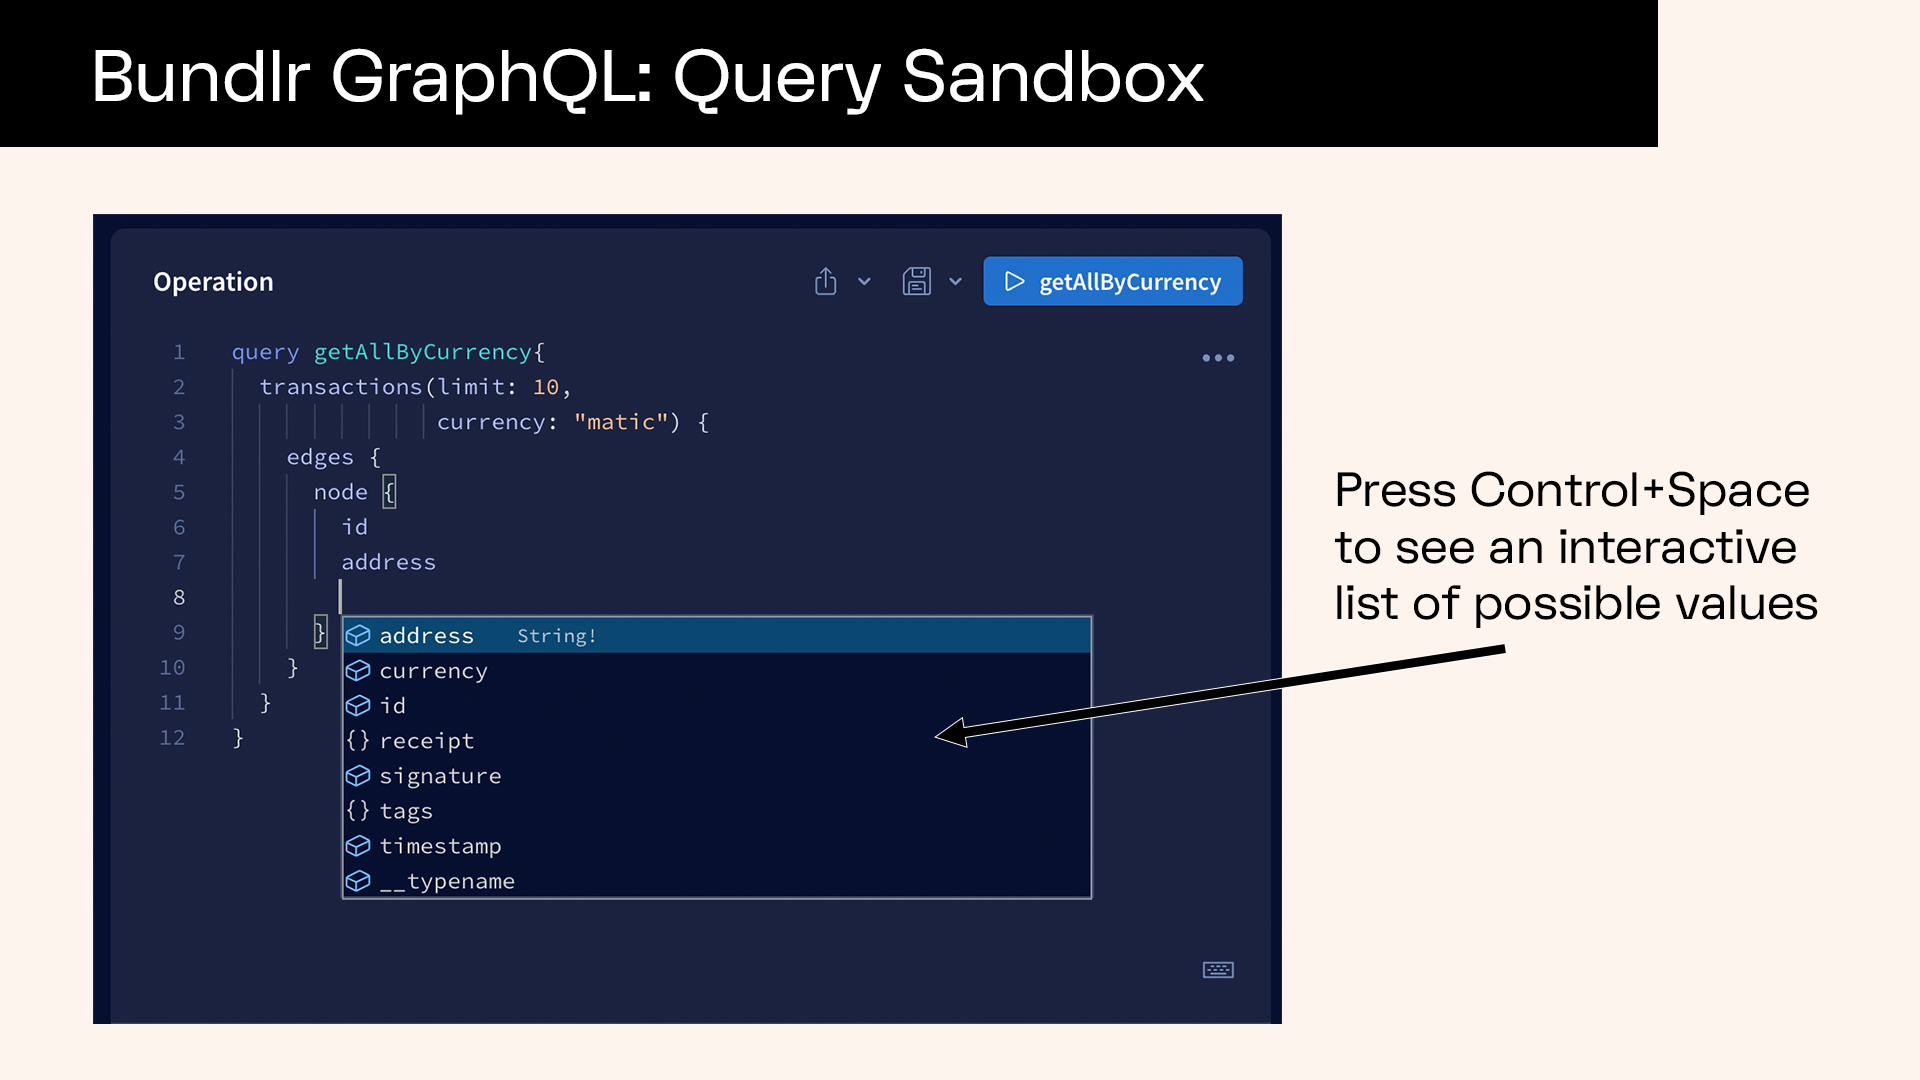 Bundlr GraphQL: Query Sandbox
Operation
getAllByCurrency
1 query getAllByCurrency{
2 transactions(limit: 10,
3 currency: "matic") {
4 edges {
5 node {
6 id
7 address
8
9 }
10 }
11 }
12 }
address String!
currency
id
{} receipt
signature
{} tags
timestamp
__typename
Press Control+Space
to see an interactive
list of possible values